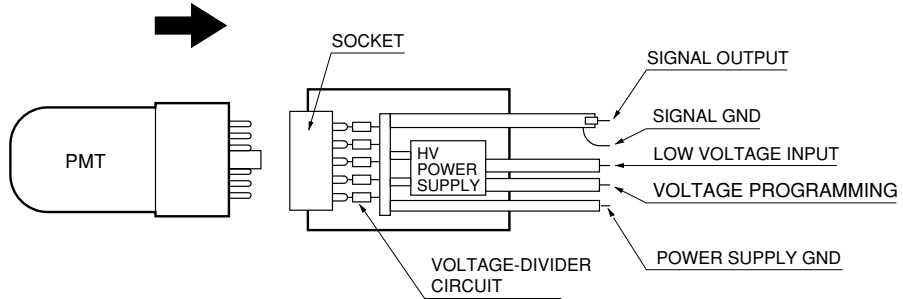 SOCKET
SIGNAL OUTPUT
SIGNAL GND
PMT
HV
POWER
SUPPLY
LOW VOLTAGE INPUT
VOLTAGE PROGRAMMING
POWER SUPPLY GND
VOLTAGE-DIVIDER
CIRCUIT